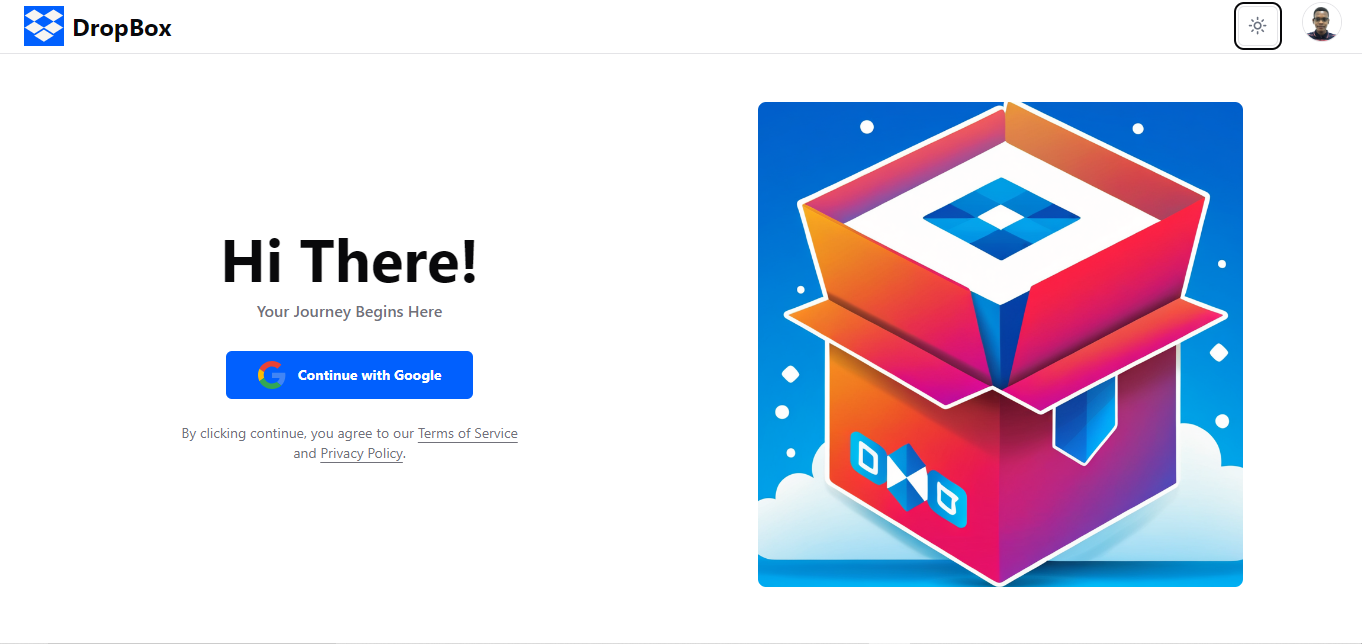 DropBox
Hi There!
Your Journey Begins Here
Continue with Google
By clicking continue, you agree to our Terms of Service
and Privacy Policy.